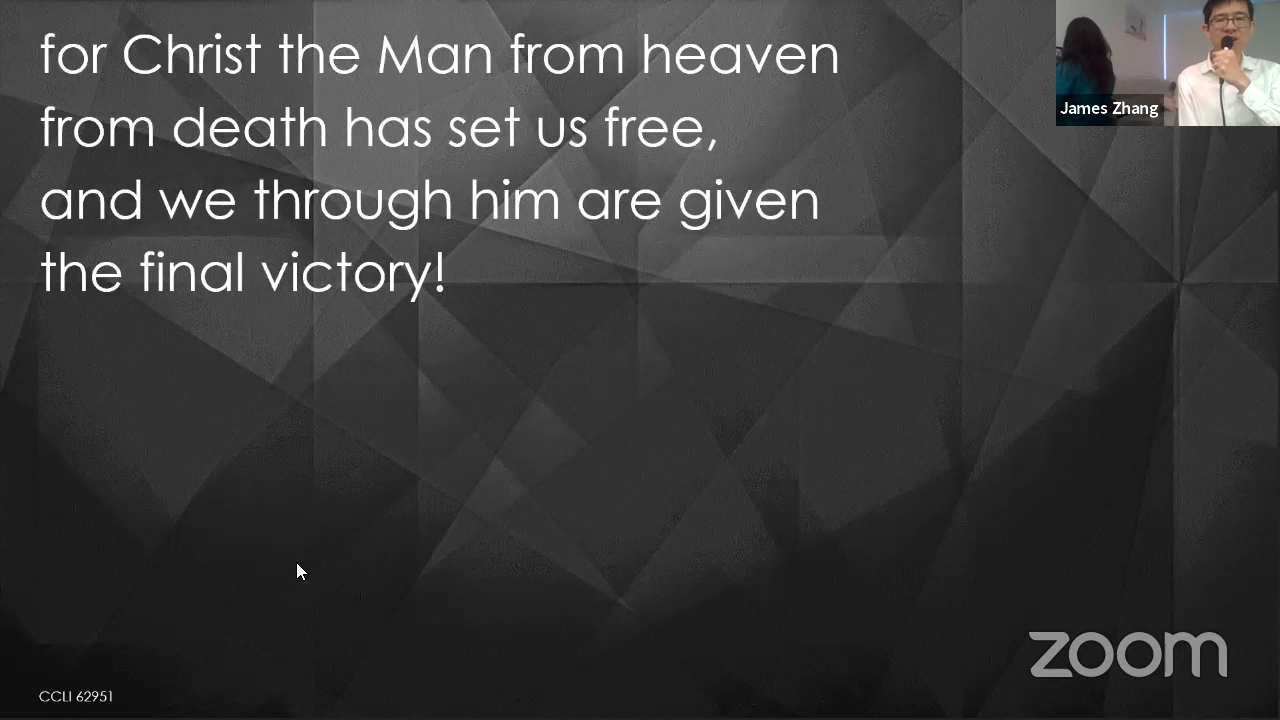 for Christ the Man from heaven
from death has set us free,
and we through him are given
the final victory!
James Zhang
zoom
CCLI 62951